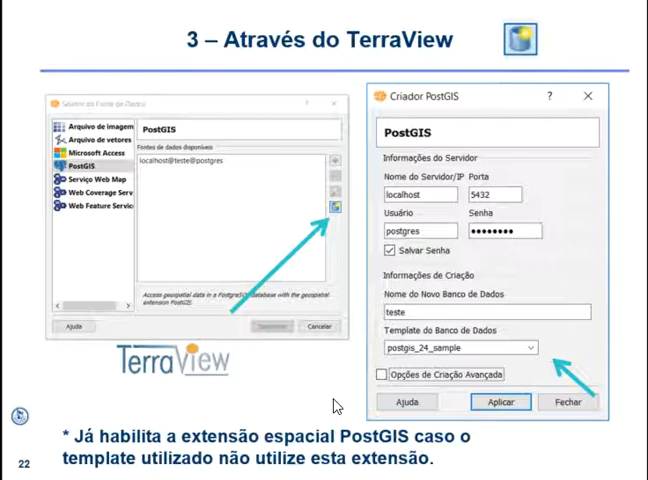 3 – Através do TerraView
Seletor da Fonte de Dados
Arquivo de imagem
Arquivo de vetores
Microsoft Access
PostGIS
Serviço Web Map
Web Coverage Serv
Web Feature Servic
PostGIS
Fontes de dados disponíveis
localhost@teste@postgres
Access geospatial data in a PostgreSQL database with the geospatial
extension PostGIS.
Ajuda
Cancelar
TerraView
Criador PostGIS
PostGIS
Informações do Servidor
Nome do Servidor/IP Porta
localhost 5432
Usuário Senha
postgres ●●●●●●●●
Salvar Senha
Informações de Criação
Nome do Novo Banco de Dados
teste
Template do Banco de Dados
postgis_24_sample
Opções de Criação Avançada
Ajuda Aplicar Fechar
* Já habilita a extensão espacial PostGIS caso o
template utilizado não utilize esta extensão.
22